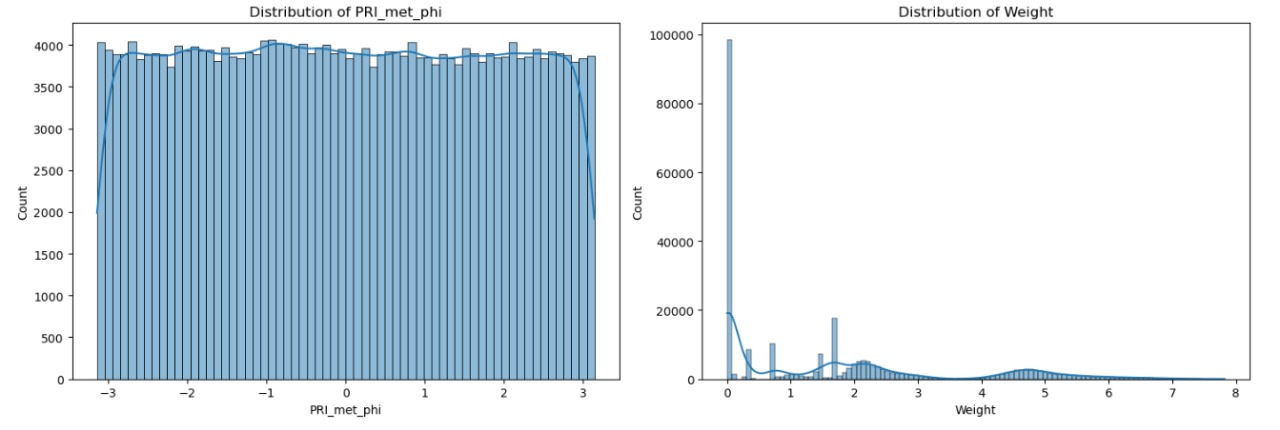 Distribution of PRI_met_phi
4000
3500
3000
2500
2000
1500
1000
500
0
Count
−3 −2 −1 0 1 2 3
PRI_met_phi
Distribution of Weight
100000
80000
60000
40000
20000
0
Count
0 1 2 3 4 5 6 7 8
Weight